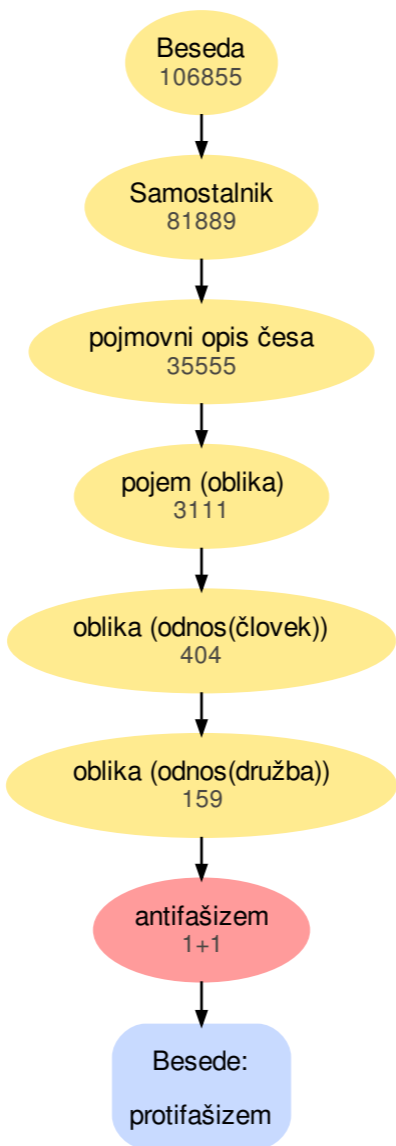 Beseda
106855
Samostalnik
81889
pojmovni opis česa
35555
pojem (oblika)
3111
oblika (odnos(človek))
404
oblika (odnos(družba))
159
antifašizem
1+1
Besede:
protifašizem